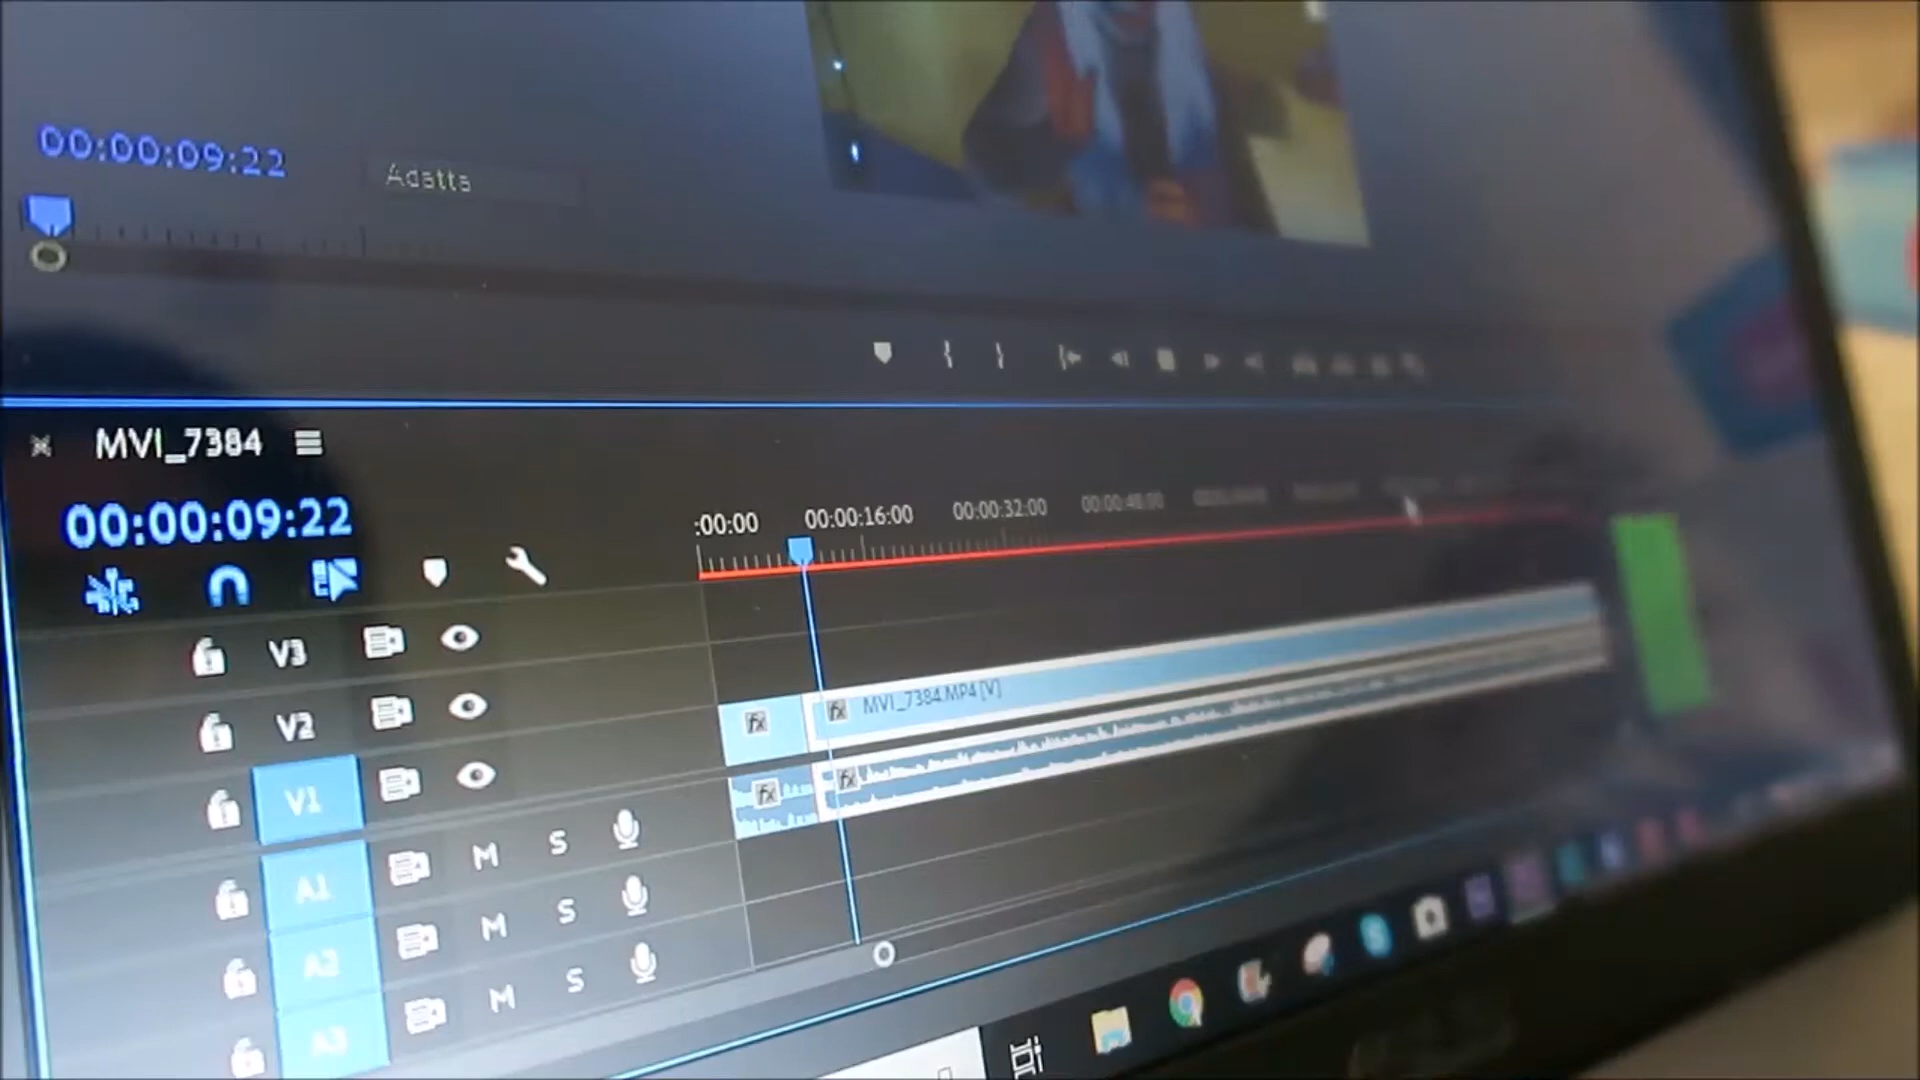 00:00:09:22
Adatta
MVI_7384
00:00:09:22
:00:00 00:00:16:00 00:00:32:00 00:00:48:00
V3
V2
fx fx MVI_7384.MP4 [V]
V1
fx fx
A1 M S
A2 M S
A3 M S